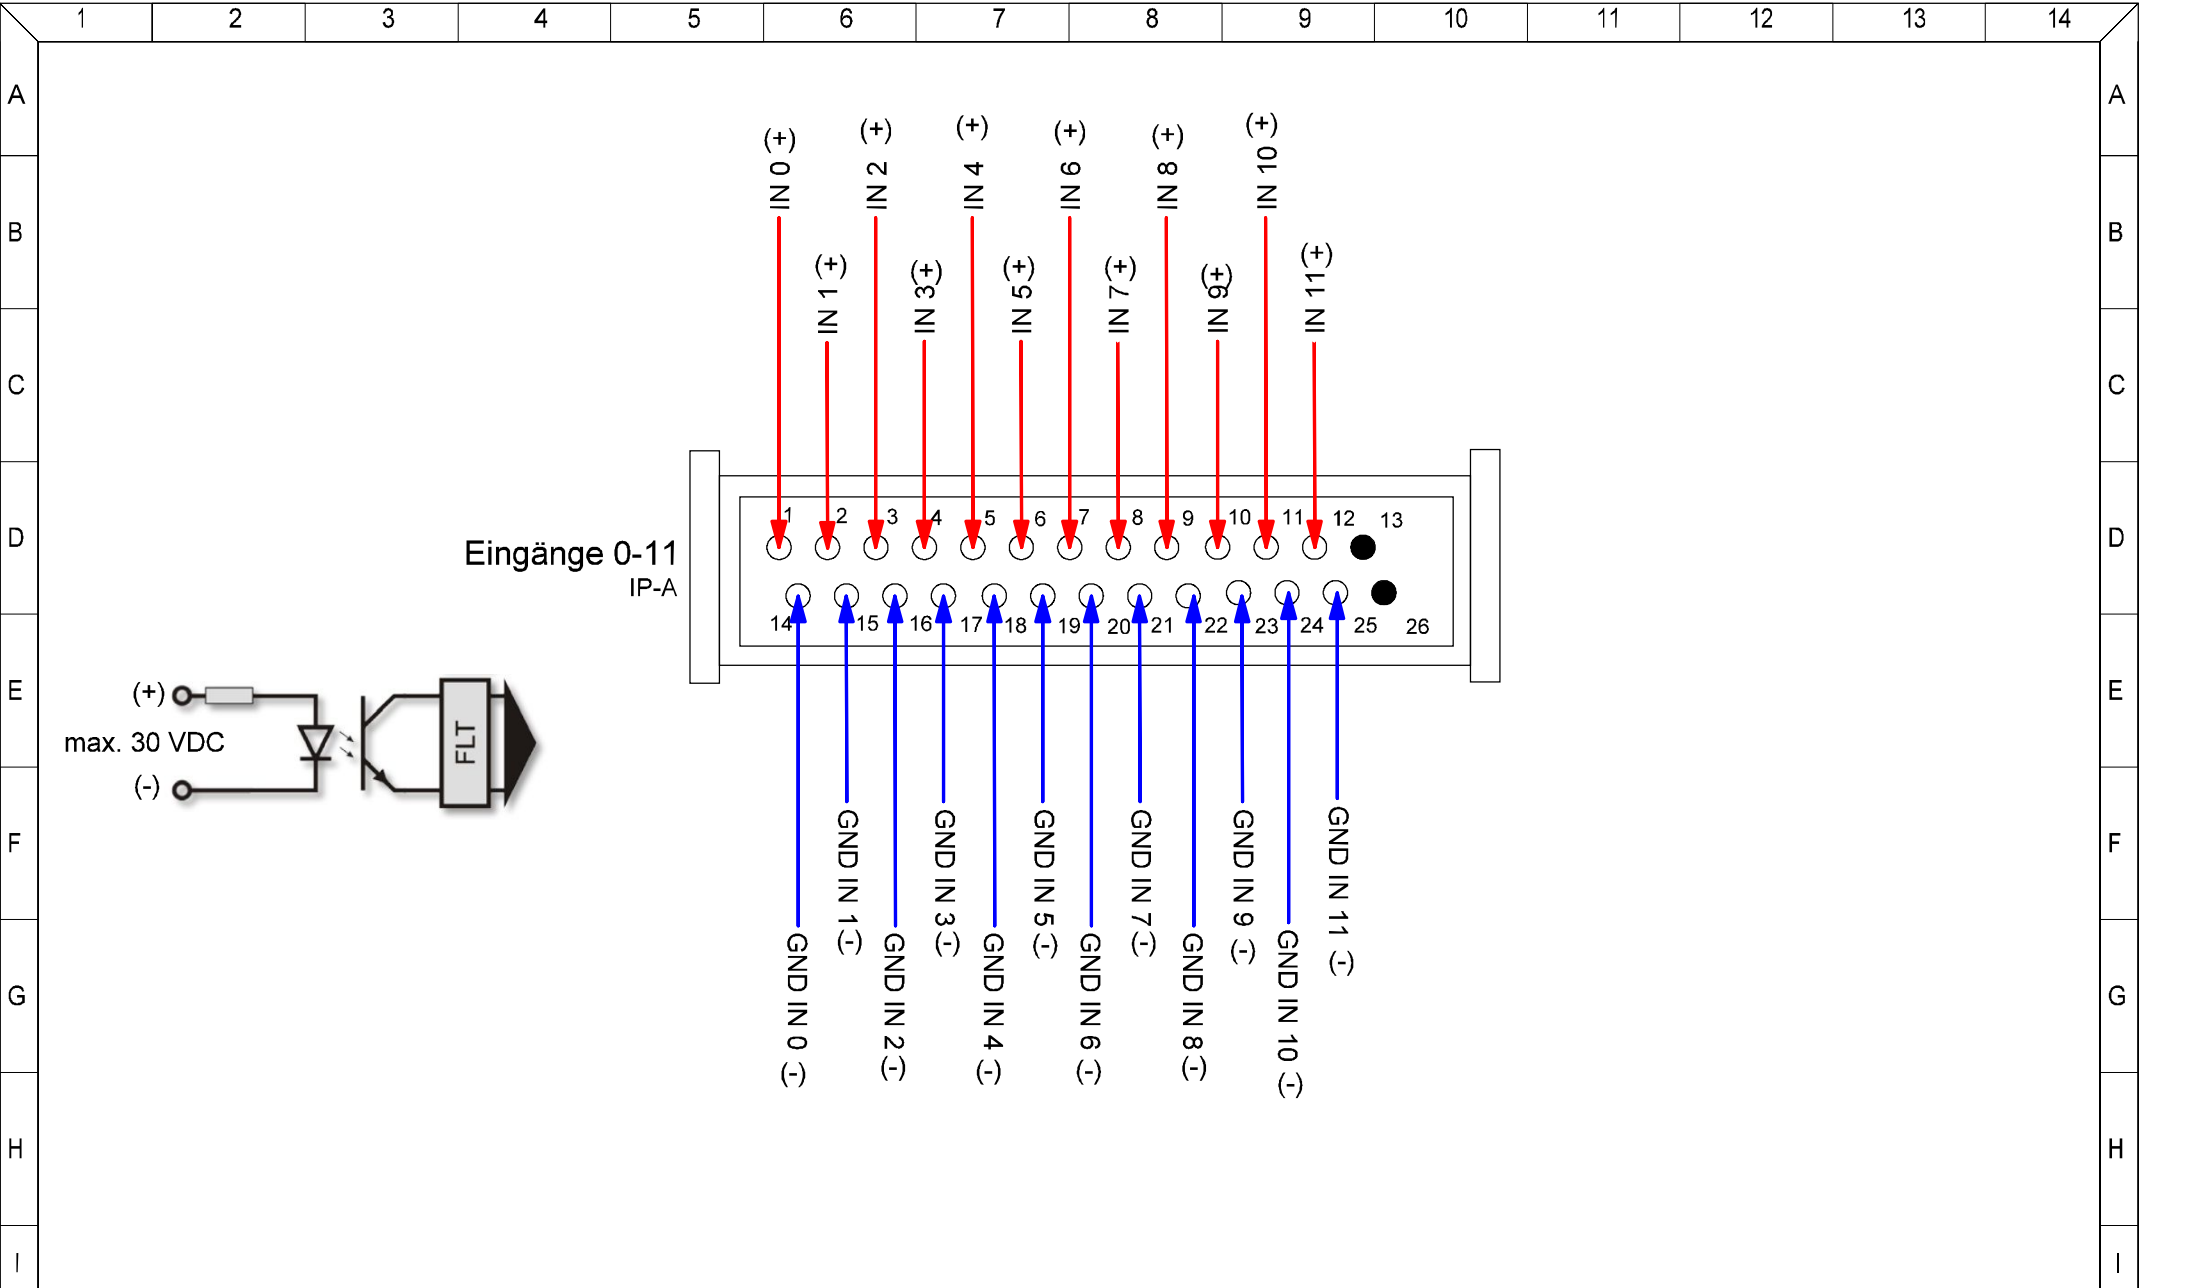 1 2 3 4 5 6 7 8 9 10 11 12 13 14
A A
IN 0 (+) IN 2 (+) IN 4 (+) IN 6 (+) IN 8 (+) IN 10 (+)
B B
IN 1 (+) IN 3 (+) IN 5 (+) IN 7 (+) IN 9 (+) IN 11 (+)
C C
1 2 3 4 5 6 7 8 9 10 11 12 13
D D
Eingänge 0-11
IP-A
14 15 16 17 18 19 20 21 22 23 24 25 26
E E
(+)
max. 30 VDC
(-)
FLT
F F
GND IN 1 (-) GND IN 3 (-) GND IN 5 (-) GND IN 7 (-) GND IN 9 (-) GND IN 11 (-)
G G
GND IN 0 (-) GND IN 2 (-) GND IN 4 (-) GND IN 6 (-) GND IN 8 (-) GND IN 10 (-)
H H
I I